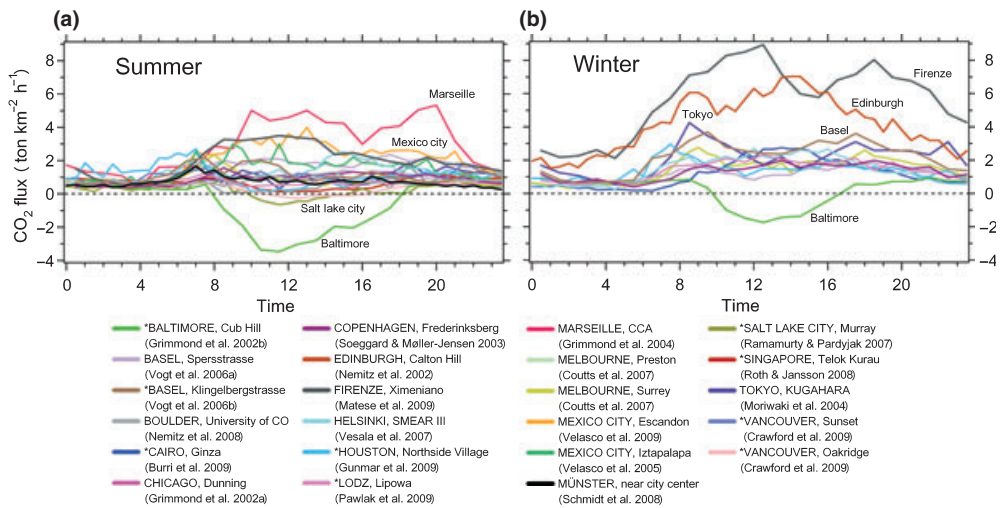 (a)
(b)
Summer
Marseille
Mexico city
Salt lake city
Baltimore
CO2 flux (ton km-2 h-1)
8
6
4
2
0
−2
−4
0 4 8 12 16 20
Time
Winter
Firenze
Edinburgh
Tokyo
Basel
Baltimore
8
6
4
2
0
-2
-4
0 4 8 12 16 20
Time
*BALTIMORE, Cub Hill
(Grimmond et al. 2002b)
BASEL, Spersstrasse
(Vogt et al. 2006a)
*BASEL, Klingelbergstrasse
(Vogt et al. 2006b)
BOULDER, University of CO
(Nemitz et al. 2008)
*CAIRO, Ginza
(Burri et al. 2009)
CHICAGO, Dunning
(Grimmond et al. 2002a)
COPENHAGEN, Frederinksberg
(Soeggard & Møller-Jensen 2003)
EDINBURGH, Calton Hill
(Nemitz et al. 2002)
FIRENZE, Ximeniano
(Matese et al. 2009)
HELSINKI, SMEAR III
(Vesala et al. 2007)
*HOUSTON, Northside Village
(Gunmar et al. 2009)
*LODZ, Lipowa
(Pawlak et al. 2009)
MARSEILLE, CCA
(Grimmond et al. 2004)
MELBOURNE, Preston
(Coutts et al. 2007)
MELBOURNE, Surrey
(Coutts et al. 2007)
MEXICO CITY, Escandon
(Velasco et al. 2009)
MEXICO CITY, Iztapalapa
(Velasco et al. 2005)
MÜNSTER, near city center
(Schmidt et al. 2008)
*SALT LAKE CITY, Murray
(Ramamurty & Pardyjak 2007)
*SINGAPORE, Telok Kurau
(Roth & Jansson 2008)
TOKYO, KUGAHARA
(Moriwaki et al. 2004)
*VANCOUVER, Sunset
(Crawford et al. 2009)
*VANCOUVER, Oakridge
(Crawford et al. 2009)